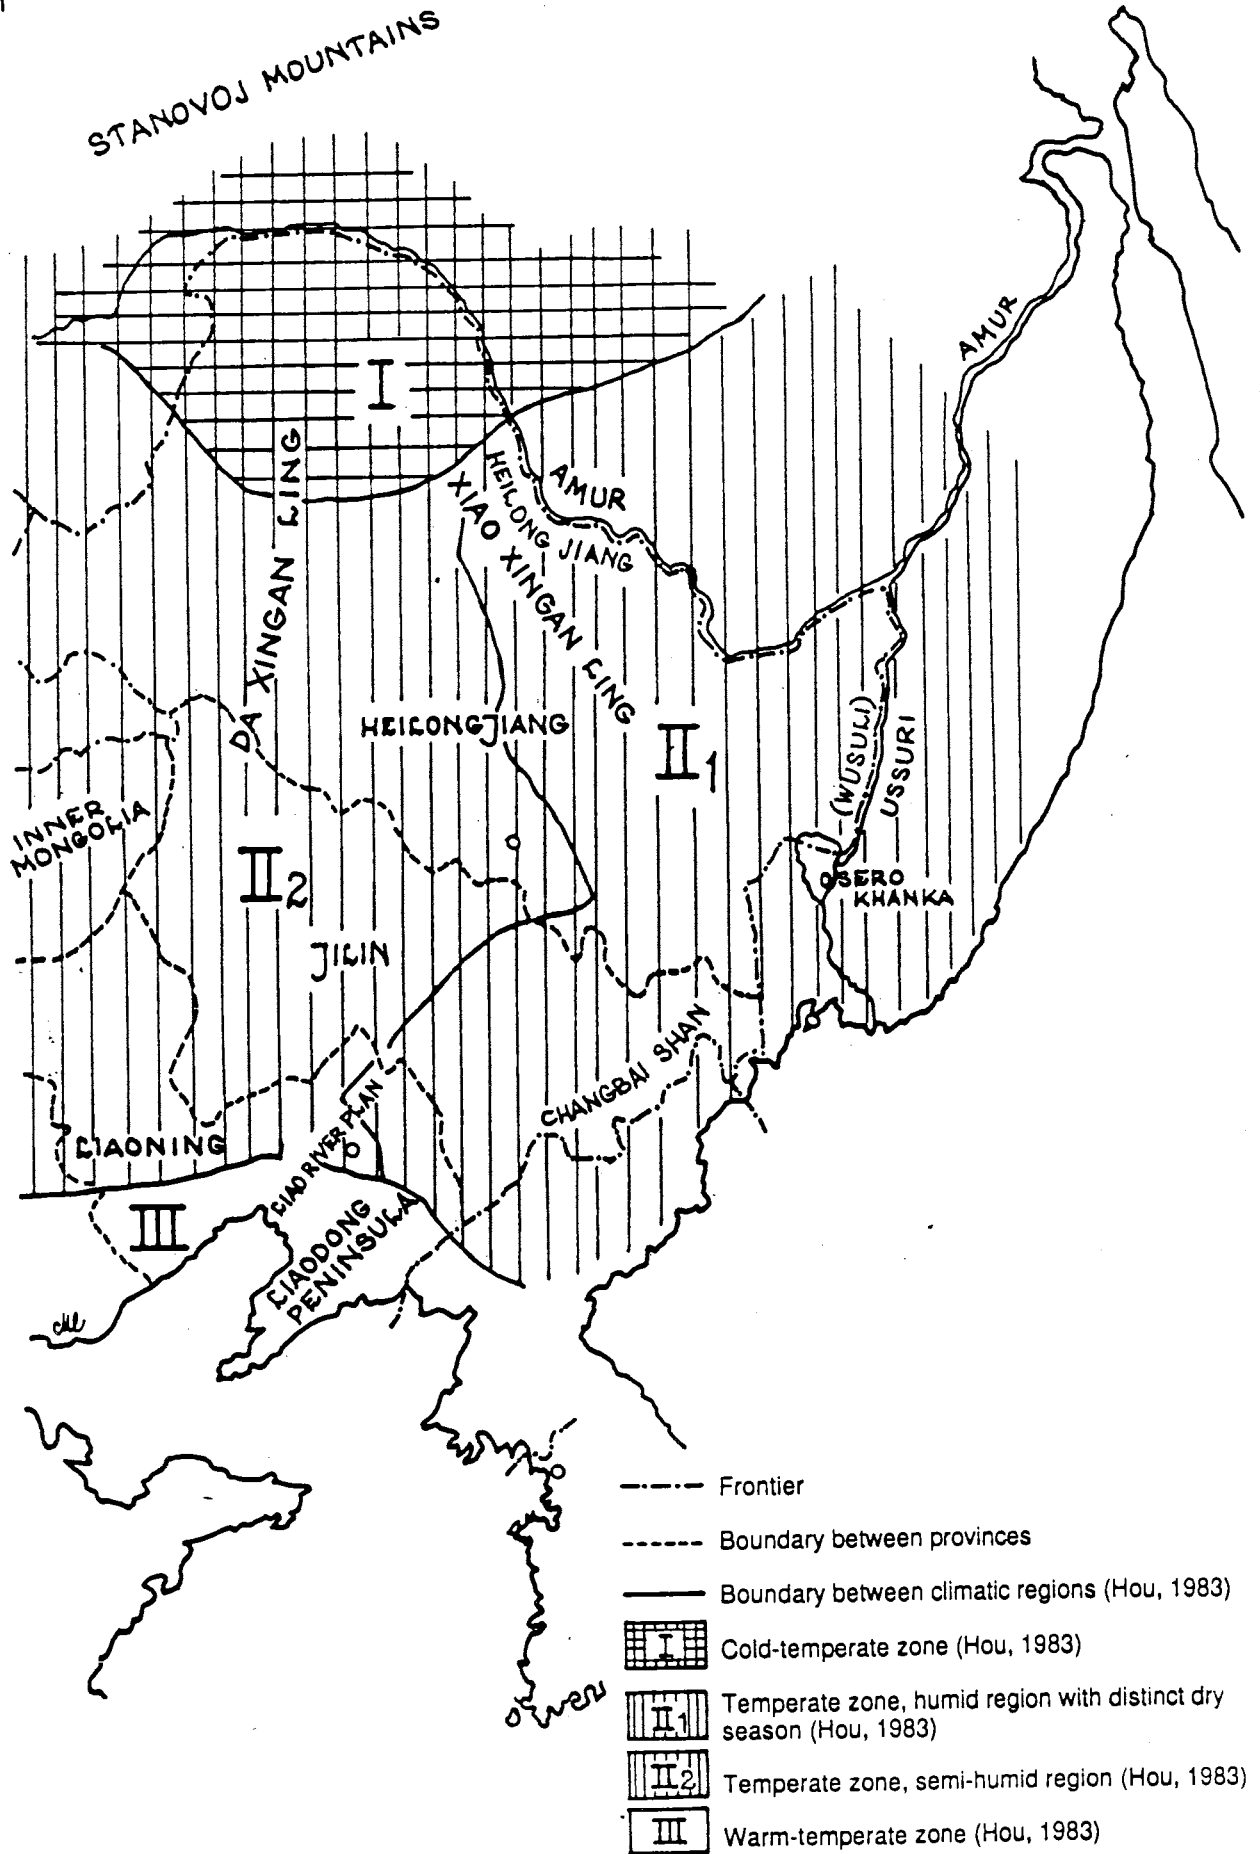 STANOVOJ MOUNTAINS
AMUR
I
DA XINGAN LING
HEILONG JIANG
AMUR
XIAO XINGAN LING
HEILONGJIANG
II1
(WUSULI)
USSURI
INNER
MONGOLIA
II2
OSERO
KHANKA
JILIN
CHANGBAI SHAN
LIAONING
LIAO RIVER PLAN
III
LIAODONG
PENINSULA
Frontier
Boundary between provinces
Boundary between climatic regions (Hou, 1983)
I Cold-temperate zone (Hou, 1983)
II1 Temperate zone, humid region with distinct dry
season (Hou, 1983)
II2 Temperate zone, semi-humid region (Hou, 1983)
III Warm-temperate zone (Hou, 1983)